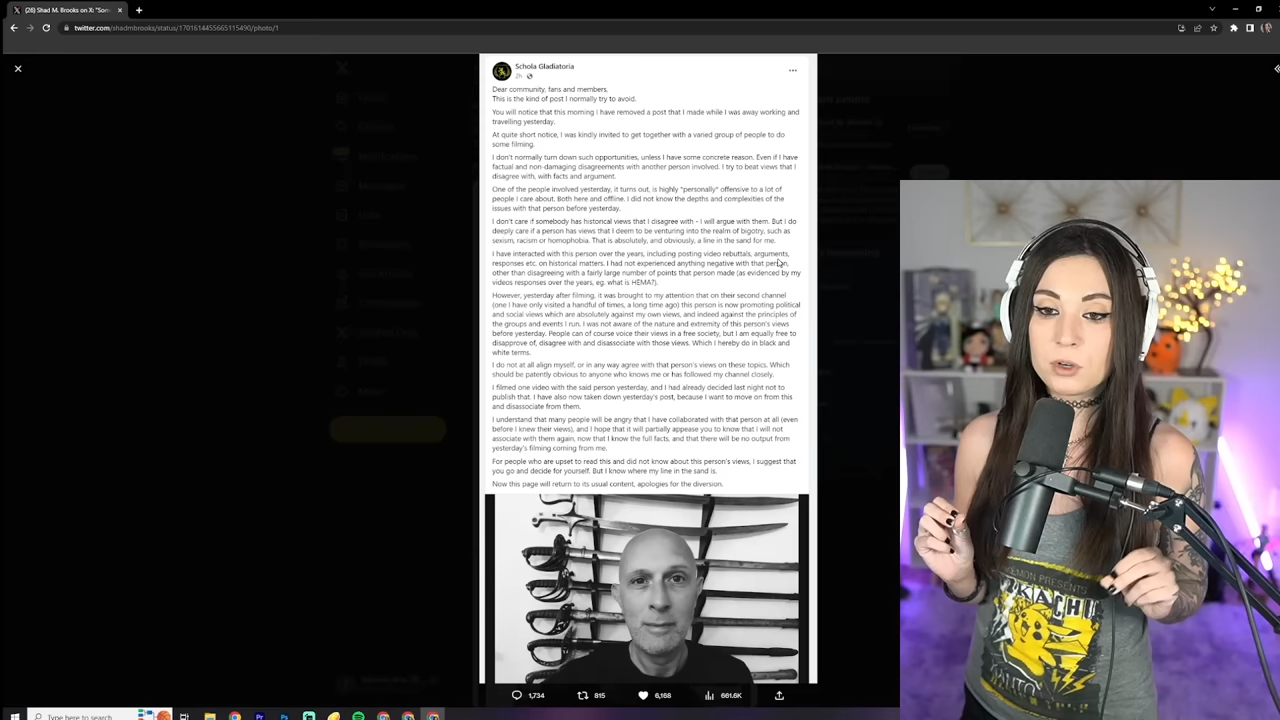 (28) Shad M. Brooks on X: "Som
twitter.com/shadmbrooks/status/1701614455665115490/photo/1
Schola Gladiatoria
2h
Dear community, fans and members,
This is the kind of post I normally try to avoid.
You will notice that this morning I have removed a post that I made while I was away working and
travelling yesterday.
At quite short notice, I was kindly invited to get together with a varied group of people to do
some filming.
I don't normally turn down such opportunities, unless I have some concrete reason. Even if I have
factual and non-damaging disagreements with another person involved. I try to beat views that I
disagree with, with facts and argument.
One of the people involved yesterday, it turns out, is highly "personally" offensive to a lot of
people I care about. Both here and offline. I did not know the depths and complexities of the
issues with that person before yesterday.
I don't care if somebody has historical views that I disagree with - I will argue with them. But I do
deeply care if a person has views that I deem to be venturing into the realm of bigotry, such as
sexism, racism or homophobia. That is absolutely, and obviously, a line in the sand for me.
I have interacted with this person over the years, including posting video rebuttals, arguments,
responses etc. on historical matters. I had not experienced anything negative with that person,
other than disagreeing with a fairly large number of points that person made (as evidenced by my
videos responses over the years, eg. what is HEMA?).
However, yesterday after filming, it was brought to my attention that on their second channel
(one I have only visited a handful of times, a long time ago) this person is now promoting political
and social views which are absolutely against my own views, and indeed against the principles of
the groups and events I run. I was not aware of the nature and extremity of this person's views
before yesterday. People can of course voice their views in a free society, but I am equally free to
disapprove of, disagree with and disassociate with those views. Which I hereby do in black and
white terms.
I do not at all align myself, or in any way agree with that person's views on these topics. Which
should be patently obvious to anyone who knows me or has followed my channel closely.
I filmed one video with the said person yesterday, and I had already decided last night not to
publish that. I have also now taken down yesterday's post, because I want to move on from this
and disassociate from them.
I understand that many people will be angry that I have collaborated with that person at all (even
before I knew their views), and I hope that it will partially appease you to know that I will not
associate with them again, now that I know the full facts, and that there will be no output from
yesterday's filming coming from me.
For people who are upset to read this and did not know about this person's views, I suggest that
you go and decide for yourself. But I know where my line in the sand is.
Now this page will return to its usual content, apologies for the diversion.
1,734 815 6,168 661.6K
PRESENTS
Type here to search